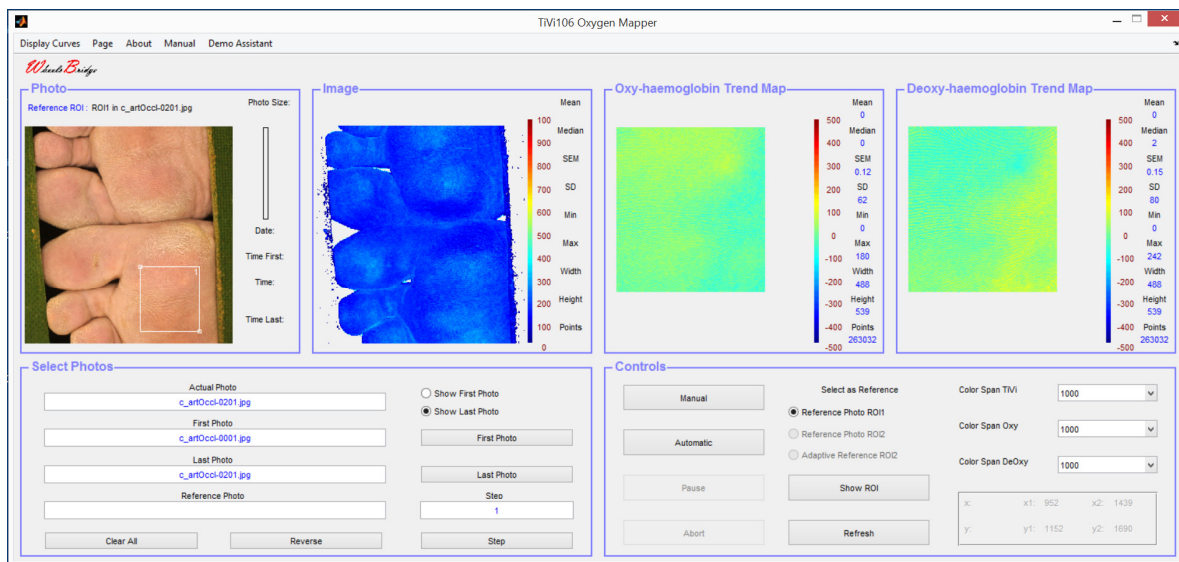 TiVi106 Oxygen Mapper
Display Curves Page About Manual Demo Assistant
WheelsBridge
Photo
Reference ROI : ROI1 in c_artOccl-0201.jpg
Photo Size:
1
Date:
Time First:
Time:
Time Last:
Image
100
900
800
700
600
500
400
300
200
100
0
Mean
Median
SEM
SD
Min
Max
Width
Height
Points
Oxy-haemoglobin Trend Map
500
400
300
200
100
0
-100
-200
-300
-400
-500
Mean
0
Median
0
SEM
0.12
SD
62
Min
0
Max
180
Width
488
Height
539
Points
263032
Deoxy-haemoglobin Trend Map
500
400
300
200
100
0
-100
-200
-300
-400
-500
Mean
0
Median
2
SEM
0.15
SD
80
Min
0
Max
242
Width
488
Height
539
Points
263032
Select Photos
Actual Photo
c_artOccl-0201.jpg
First Photo
c_artOccl-0001.jpg
Last Photo
c_artOccl-0201.jpg
Reference Photo
Clear All
Reverse
Show First Photo
Show Last Photo
First Photo
Last Photo
Step
1
Step
Controls
Manual
Automatic
Pause
Abort
Select as Reference
Reference Photo ROI1
Reference Photo ROI2
Adaptive Reference ROI2
Show ROI
Refresh
Color Span TiVi 1000
Color Span Oxy 1000
Color Span DeOxy 1000
x: x1: 952 x2: 1439
y: y1: 1152 y2: 1690